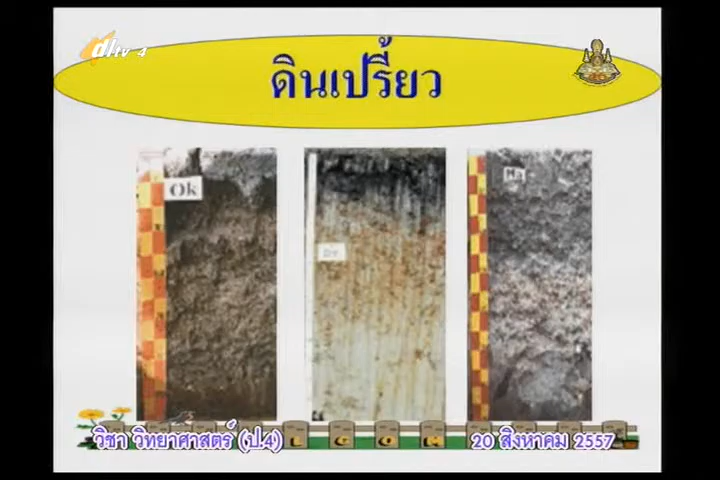 dltv 4
ดินเปรี้ยว
Ok
Ma
วิชา วิทยาศาสตร์ (ป.4)
20 สิงหาคม 2557